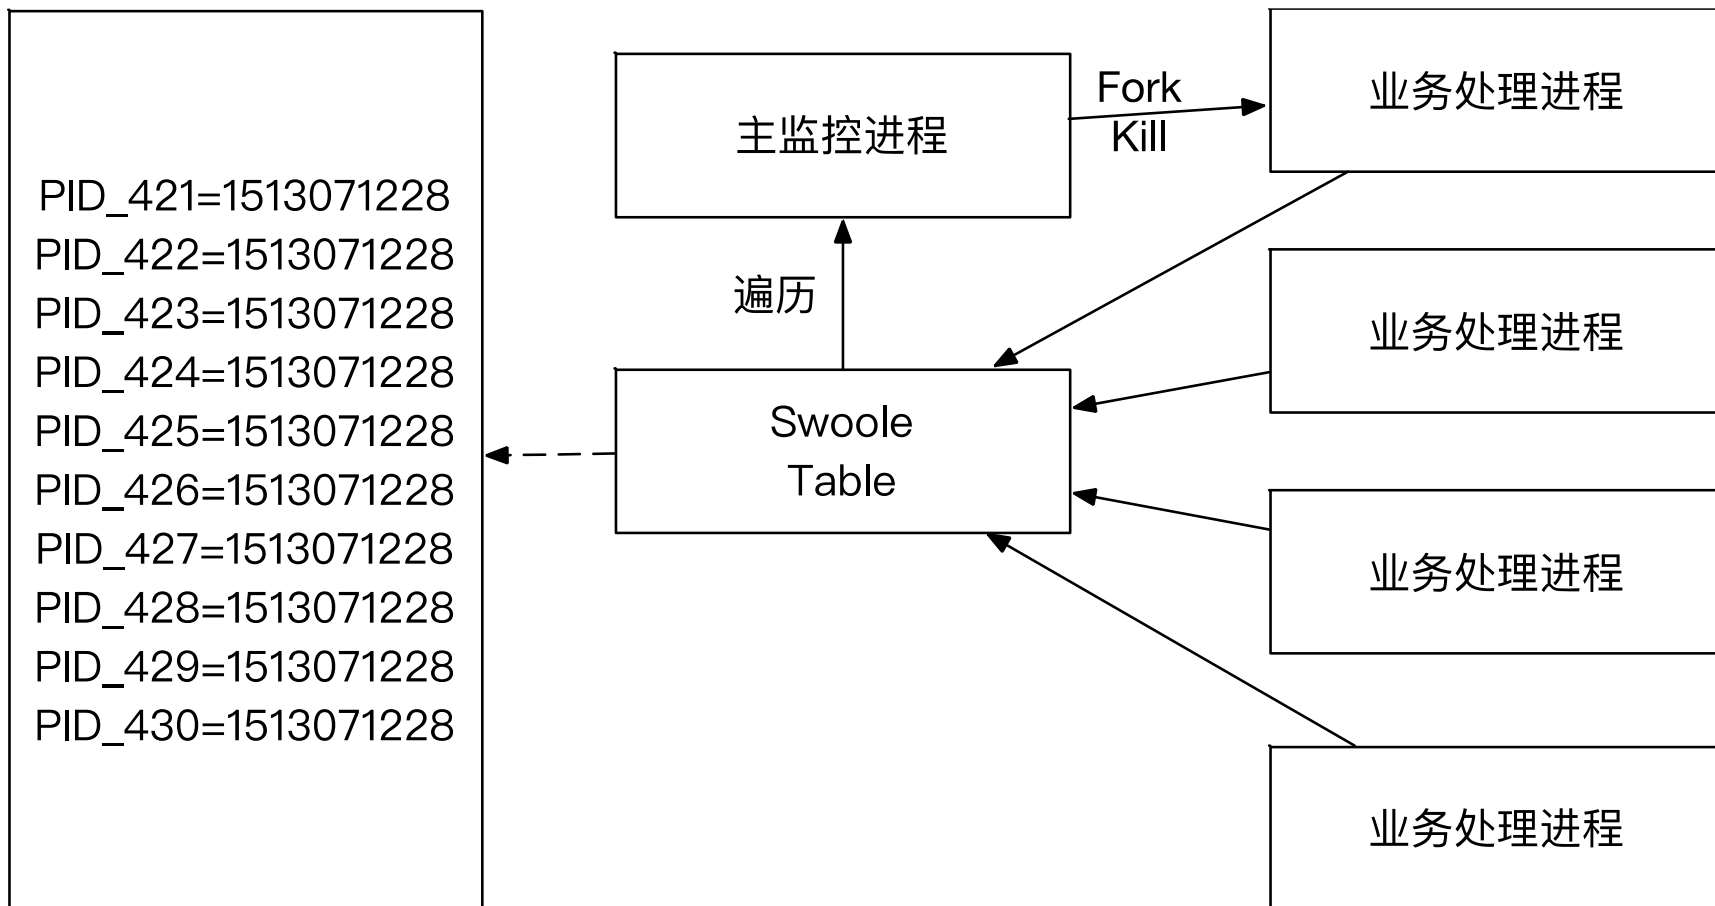 PID_421=1513071228
PID_422=1513071228
PID_423=1513071228
PID_424=1513071228
PID_425=1513071228
PID_426=1513071228
PID_427=1513071228
PID_428=1513071228
PID_429=1513071228
PID_430=1513071228
主监控进程
Fork
Kill
遍历
Swoole
Table
业务处理进程
业务处理进程
业务处理进程
业务处理进程